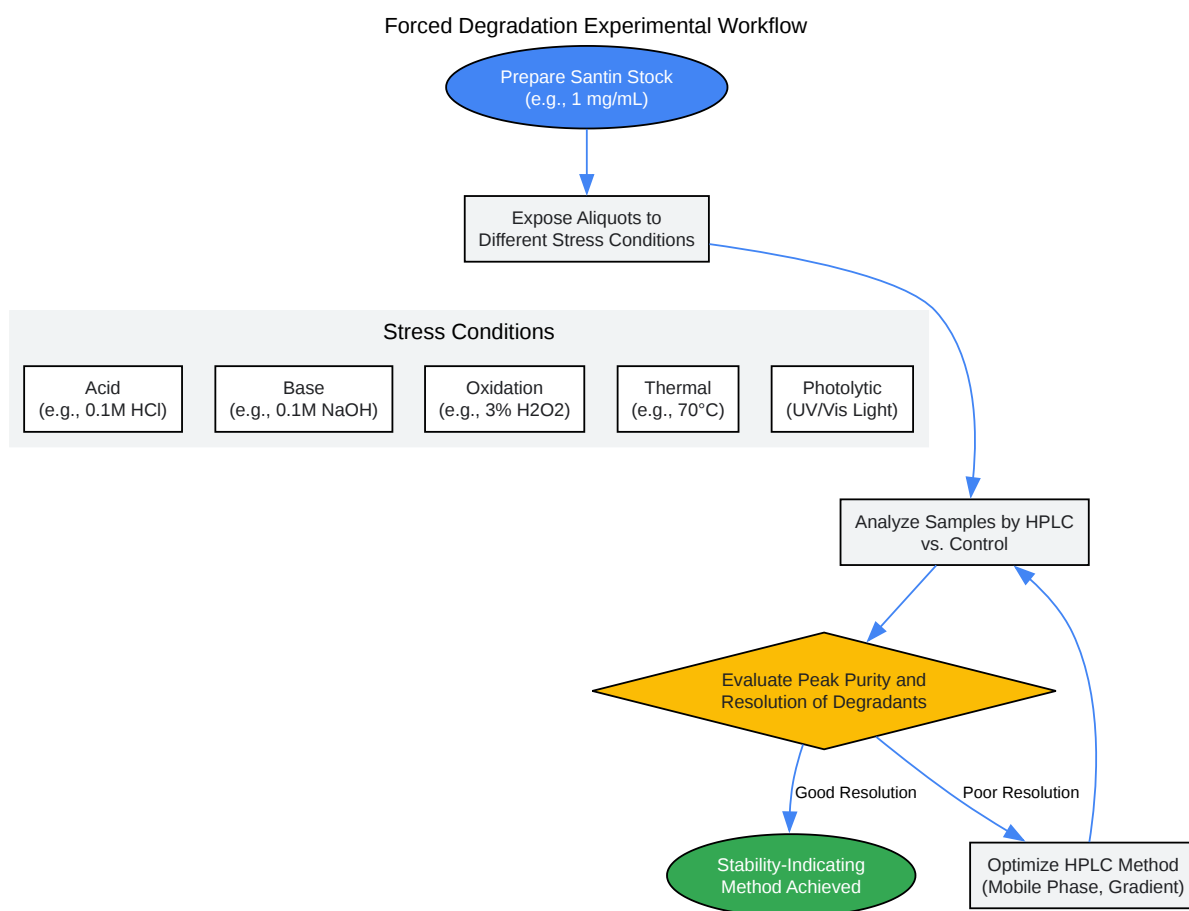 Forced Degradation Experimental Workflow
Prepare Santin Stock
(e.g., 1 mg/mL)
Expose Aliquots to
Different Stress Conditions
Stress Conditions
Acid
(e.g., 0.1M HCl)
Base
(e.g., 0.1M NaOH)
Oxidation
(e.g., 3% H2O2)
Thermal
(e.g., 70°C)
Photolytic
(UV/Vis Light)
Analyze Samples by HPLC
vs. Control
Evaluate Peak Purity and
Resolution of Degradants
Good Resolution
Poor Resolution
Stability-Indicating
Method Achieved
Optimize HPLC Method
(Mobile Phase, Gradient)